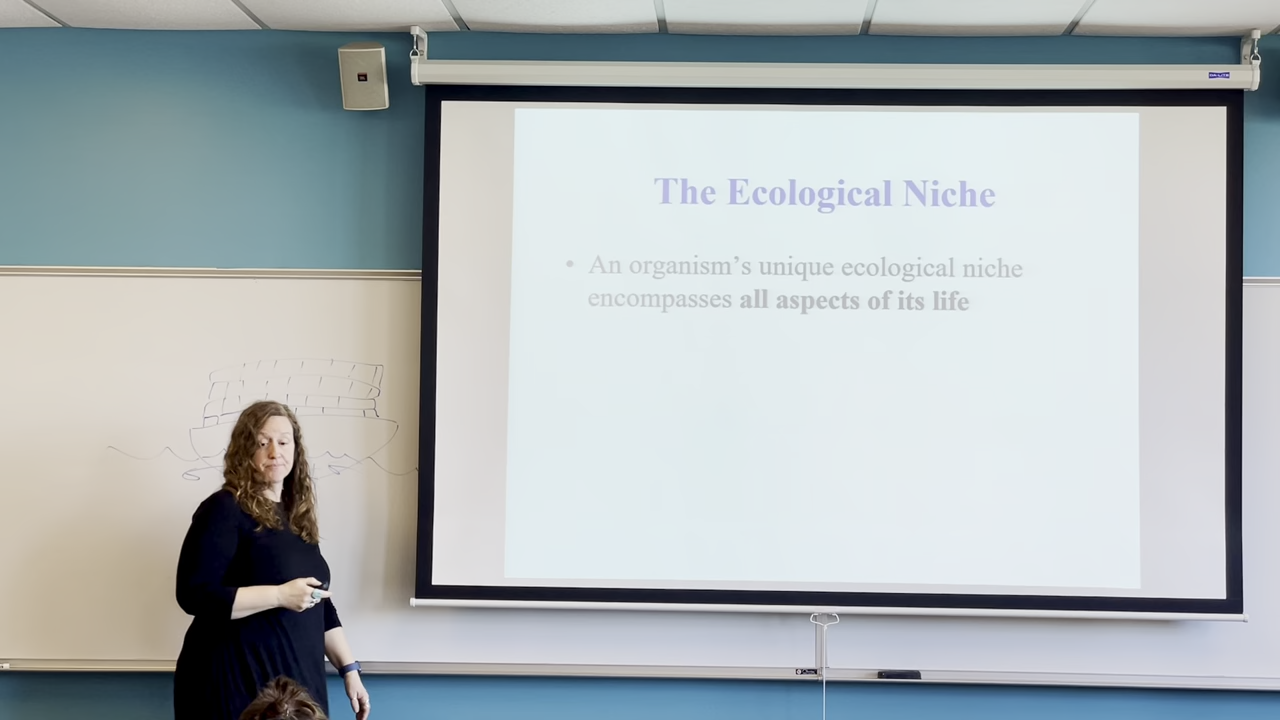 The Ecological Niche
• An organism's unique ecological niche
encompasses all aspects of its life